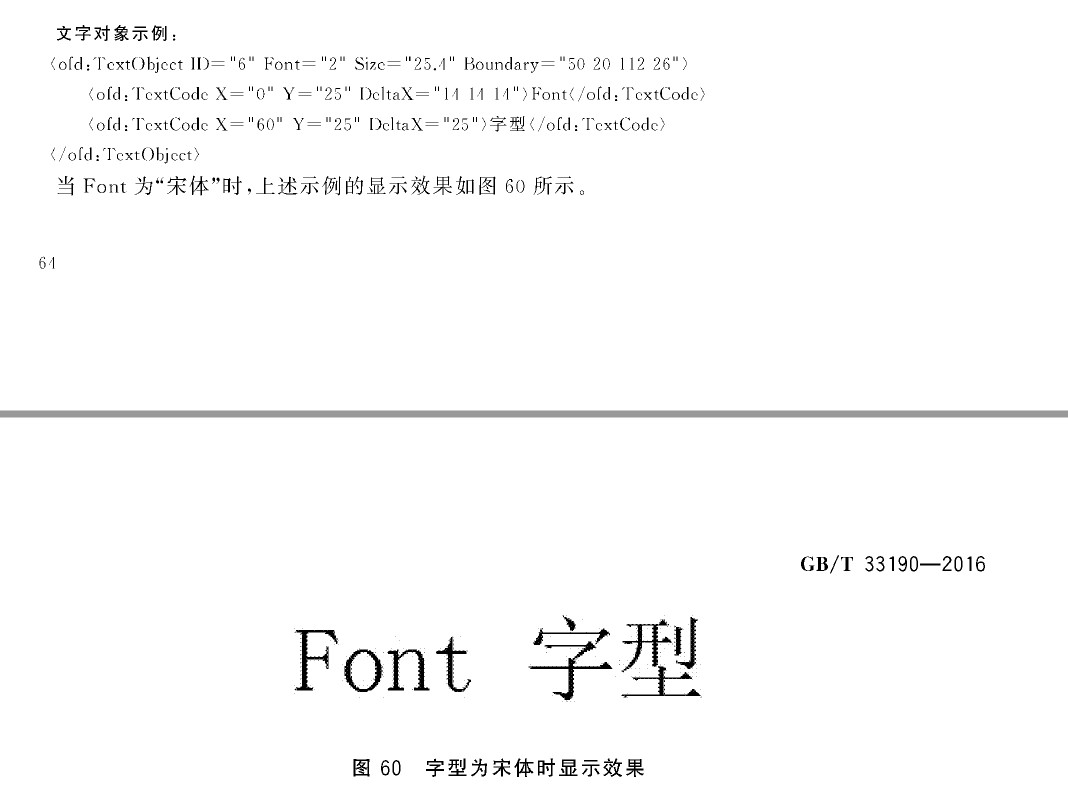 文字对象示例：
〈ofd:TextObject ID="6" Font="2" Size="25.4" Boundary="50 20 112 26"〉
〈ofd:TextCode X="0" Y="25" DeltaX="14 14 14"〉Font〈/ofd:TextCode〉
〈ofd:TextCode X="60" Y="25" DeltaX="25"〉字型〈/ofd:TextCode〉
〈/ofd:TextObject〉
当 Font 为“宋体”时，上述示例的显示效果如图 60 所示。
64
GB/T 33190—2016
Font 字型
图 60 字型为宋体时显示效果